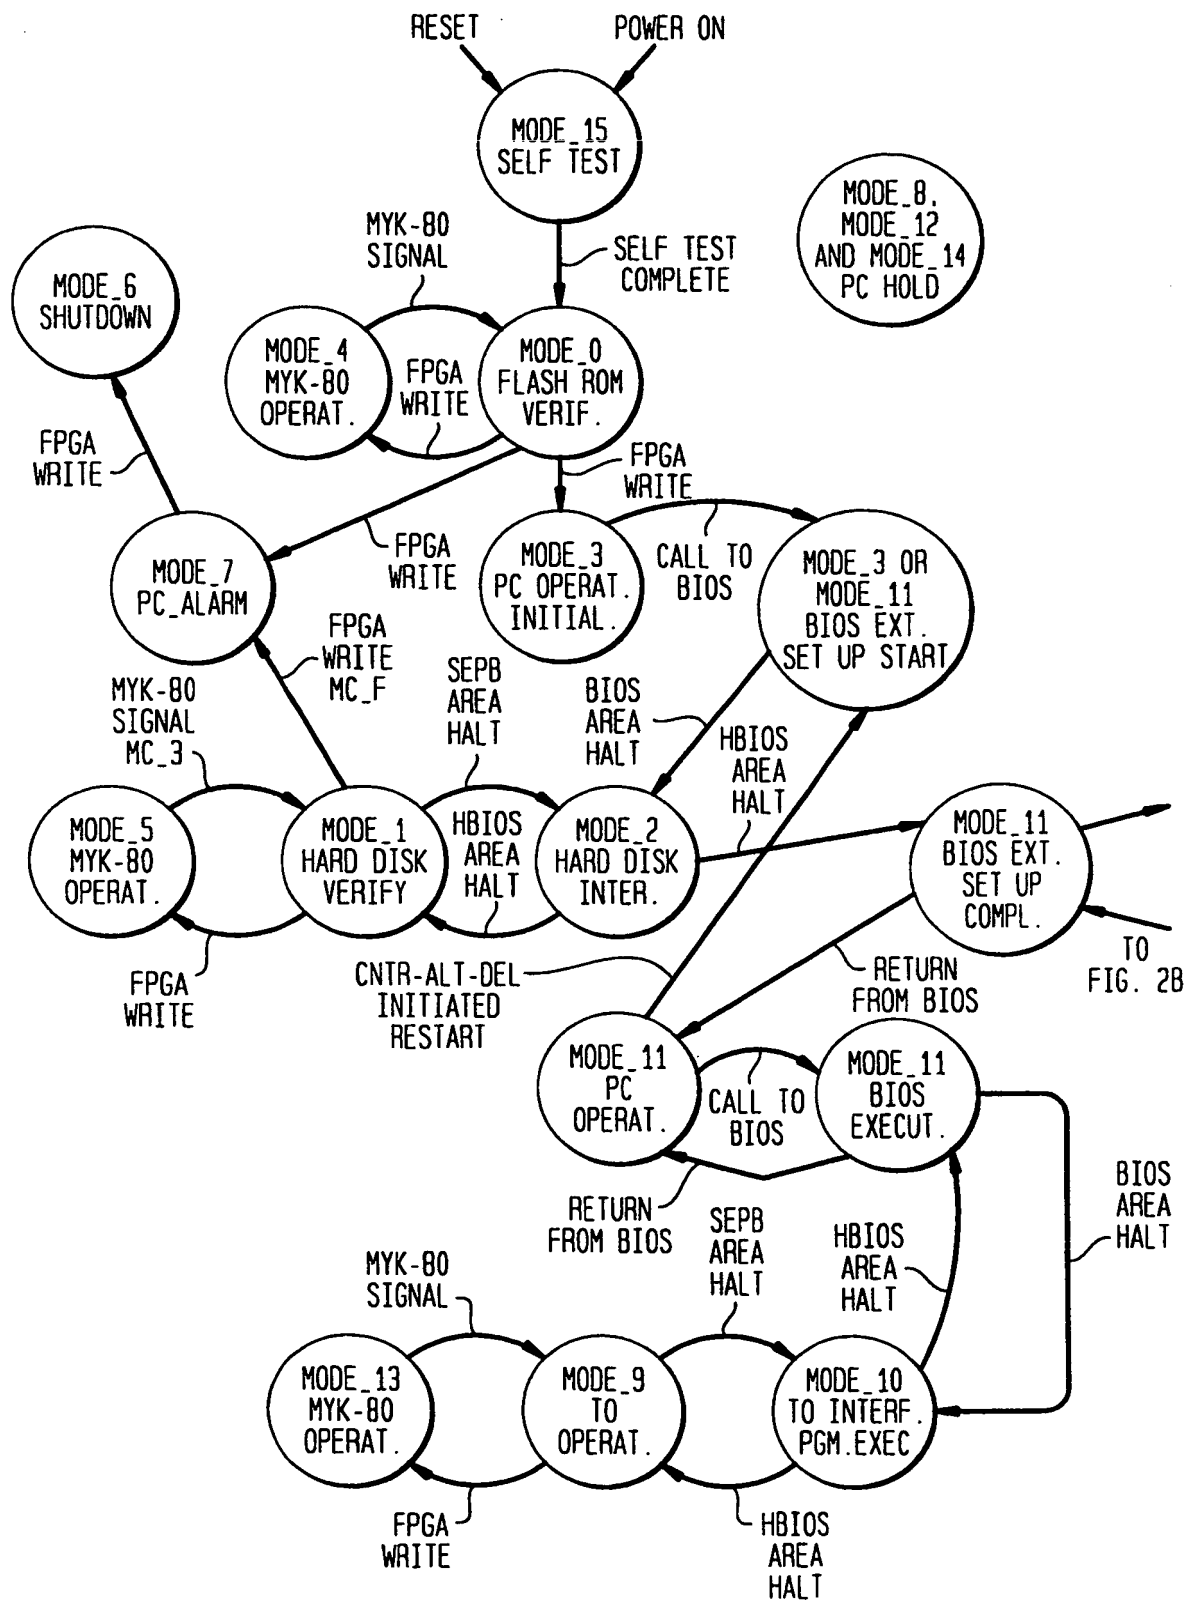 RESET
POWER ON
MODE_15
SELF TEST
MODE_8,
MODE_12
AND MODE_14
PC HOLD
MYK-80
SIGNAL
SELF TEST
COMPLETE
MODE_6
SHUTDOWN
MODE_4
MYK-80
OPERAT.
FPGA
WRITE
MODE_0
FLASH ROM
VERIF.
FPGA
WRITE
FPGA
WRITE
MODE_7
PC_ALARM
FPGA
WRITE
MODE_3
PC OPERAT.
INITIAL.
CALL TO
BIOS
MODE_3 OR
MODE_11
BIOS EXT.
SET UP START
FPGA
WRITE
MC_F
MYK-80
SIGNAL
MC_3
SEPB
AREA
HALT
BIOS
AREA
HALT
HBIOS
AREA
HALT
MODE_5
MYK-80
OPERAT.
MODE_1
HARD DISK
VERIFY
HBIOS
AREA
HALT
MODE_2
HARD DISK
INTER.
MODE_11
BIOS EXT.
SET UP
COMPL.
FPGA
WRITE
CNTR-ALT-DEL
INITIATED
RESTART
RETURN
FROM BIOS
TO
FIG. 2B
MODE_11
PC
OPERAT.
CALL TO
BIOS
MODE_11
BIOS
EXECUT.
RETURN
FROM BIOS
BIOS
AREA
HALT
MYK-80
SIGNAL
SEPB
AREA
HALT
HBIOS
AREA
HALT
MODE_13
MYK-80
OPERAT.
MODE_9
TO
OPERAT.
MODE_10
TO INTERF.
PGM.EXEC
FPGA
WRITE
HBIOS
AREA
HALT